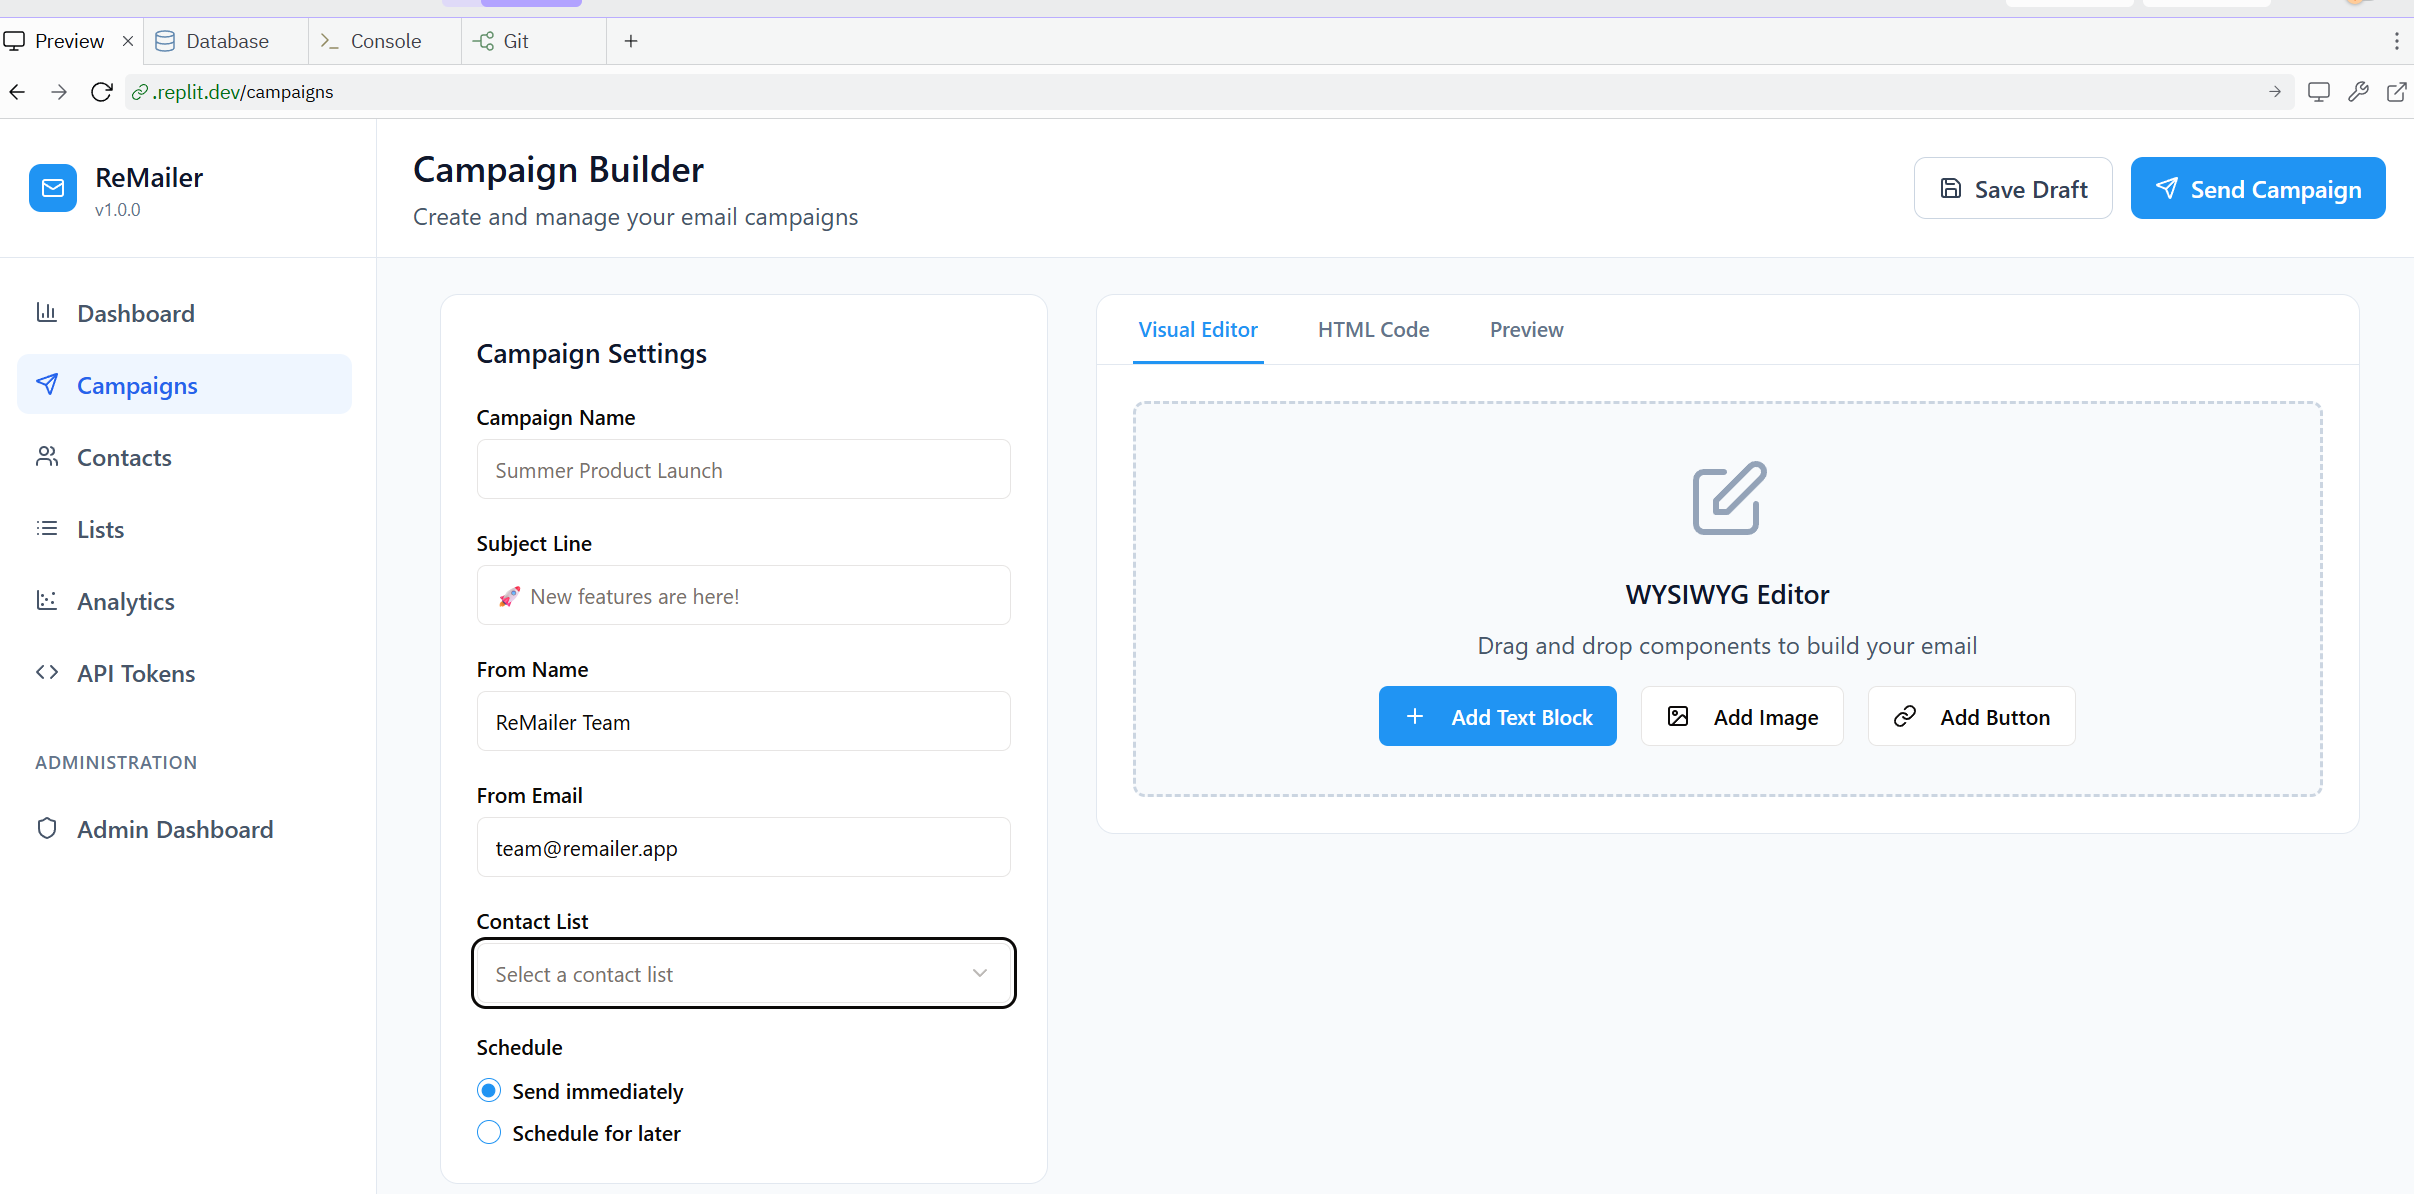 Preview
Database
Console
Git
.replit.dev/campaigns
ReMailer
v1.0.0
Dashboard
Campaigns
Contacts
Lists
Analytics
API Tokens
ADMINISTRATION
Admin Dashboard
Campaign Builder
Create and manage your email campaigns
Save Draft
Send Campaign
Campaign Settings
Campaign Name
Summer Product Launch
Subject Line
🚀 New features are here!
From Name
ReMailer Team
From Email
team@remailer.app
Contact List
Select a contact list
Schedule
Send immediately
Schedule for later
Visual Editor
HTML Code
Preview
WYSIWYG Editor
Drag and drop components to build your email
Add Text Block
Add Image
Add Button